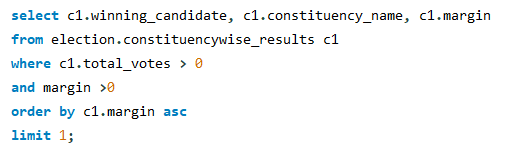 select c1.winning_candidate, c1.constituency_name, c1.margin
from election.constituencywise_results c1
where c1.total_votes > 0
and margin >0
order by c1.margin asc
limit 1;